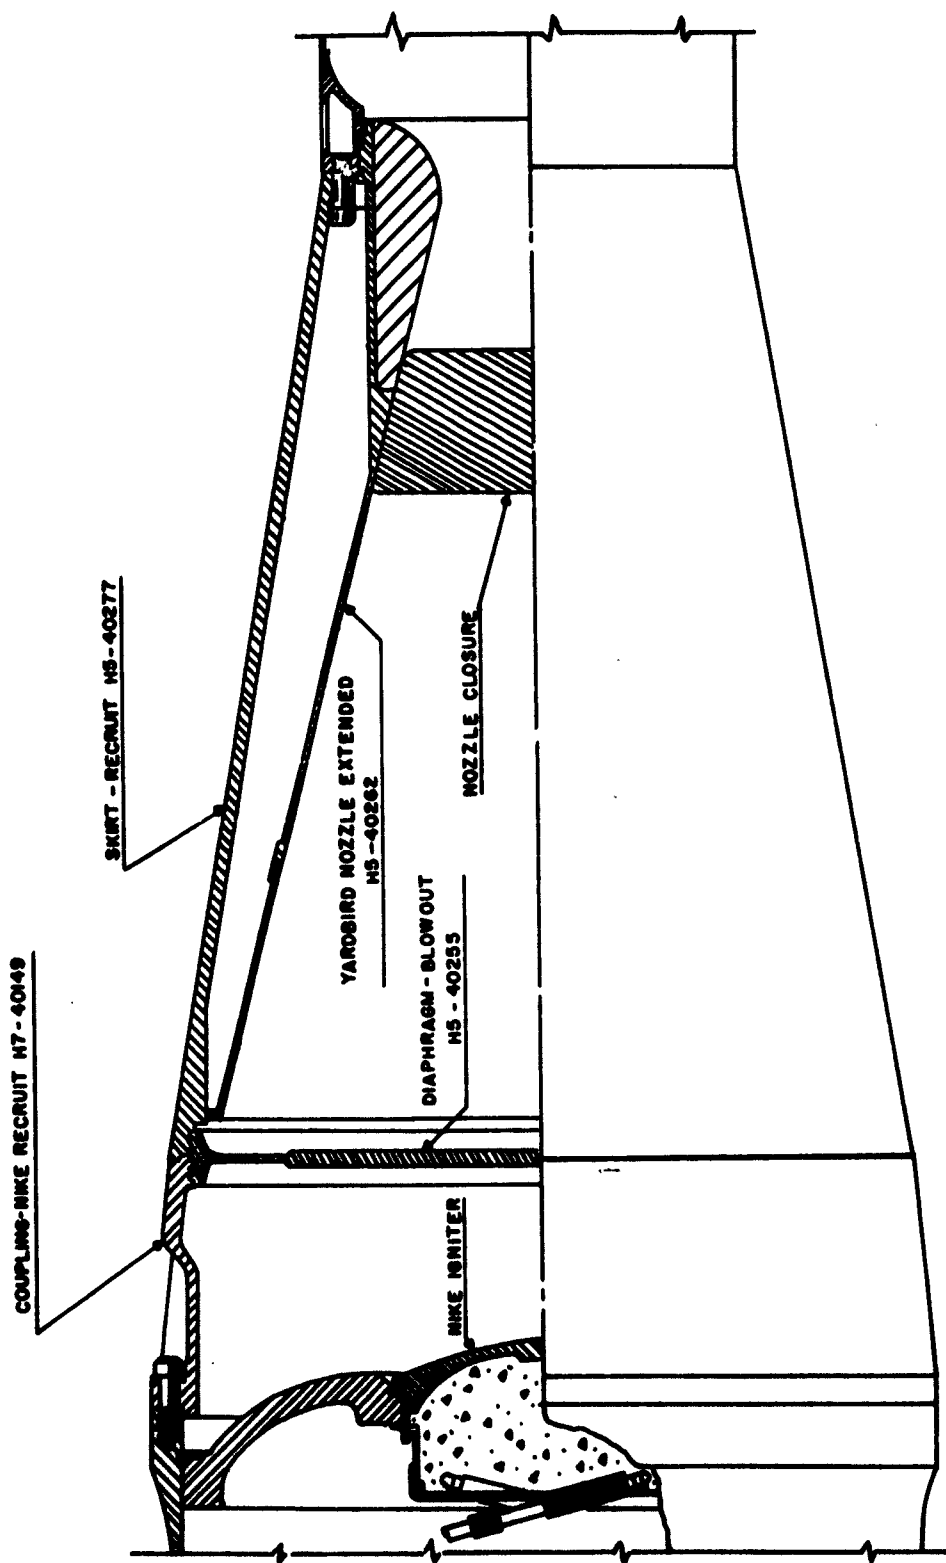 COUPLING-NIKE RECRUIT H7-40149
SKIRT-RECRUIT H5-40277
YARDBIRD NOZZLE EXTENDED
H5-40262
DIAPHRAGM-BLOWOUT
H5-40255
NOZZLE CLOSURE
NIKE IGNITER